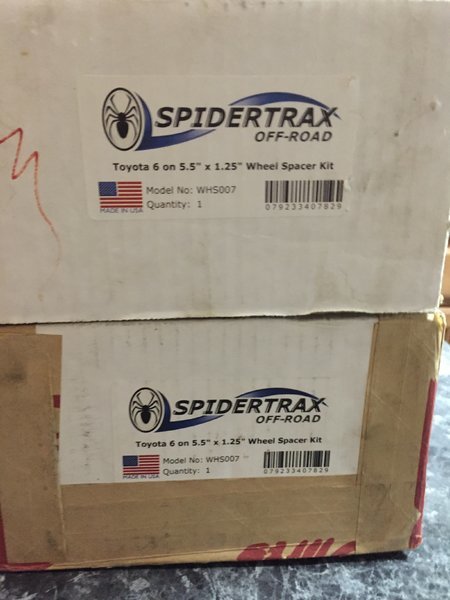 SPIDERTRAX
OFF-ROAD
Toyota 6 on 5.5" x 1.25" Wheel Spacer Kit
MADE IN USA
Model No: WHS007
Quantity: 1
079233407829
SPIDERTRAX
OFF-ROAD
Toyota 6 on 5.5" x 1.25" Wheel Spacer Kit
MADE IN USA
Model No: WHS007
Quantity: 1
079233407829